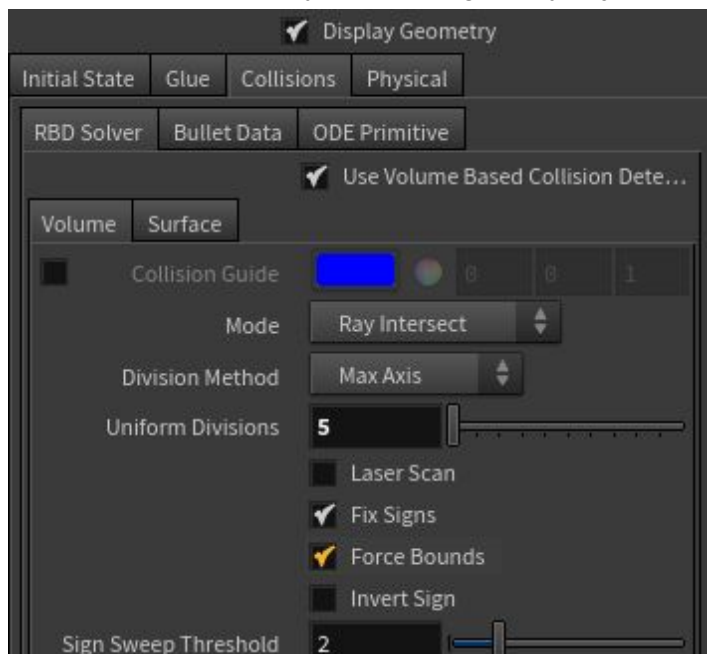 Display Geometry
Initial State Glue Collisions Physical
RBD Solver Bullet Data ODE Primitive
Use Volume Based Collision Dete...
Volume Surface
Collision Guide 0 0 1
Mode Ray Intersect
Division Method Max Axis
Uniform Divisions 5
Laser Scan
Fix Signs
Force Bounds
Invert Sign
Sign Sweep Threshold 2